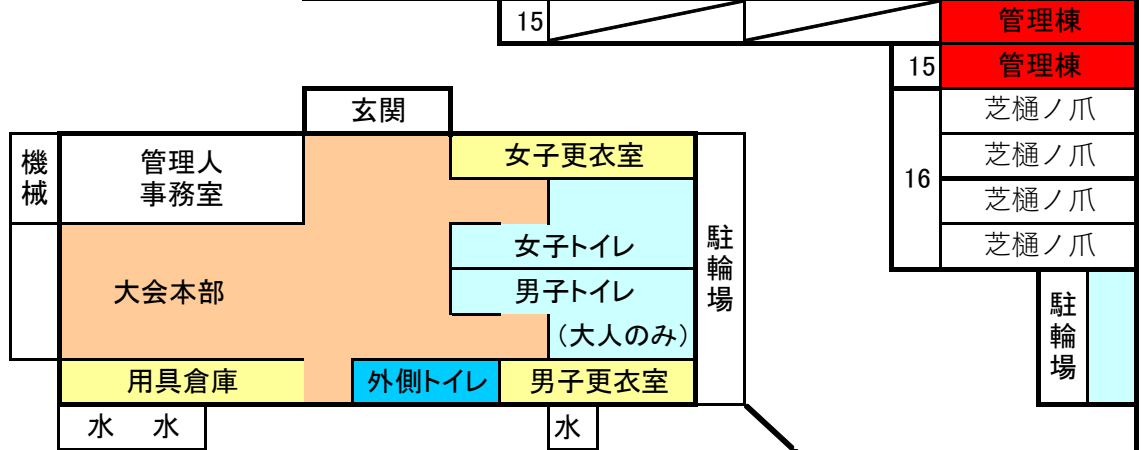 15
管理棟
15
管理棟
16
芝樋ノ爪
芝樋ノ爪
芝樋ノ爪
芝樋ノ爪
玄関
機械
管理人
事務室
女子更衣室
女子トイレ
大会本部
男子トイレ
(大人のみ)
駐輪場
駐輪場
用具倉庫
外側トイレ
男子更衣室
水 水
水